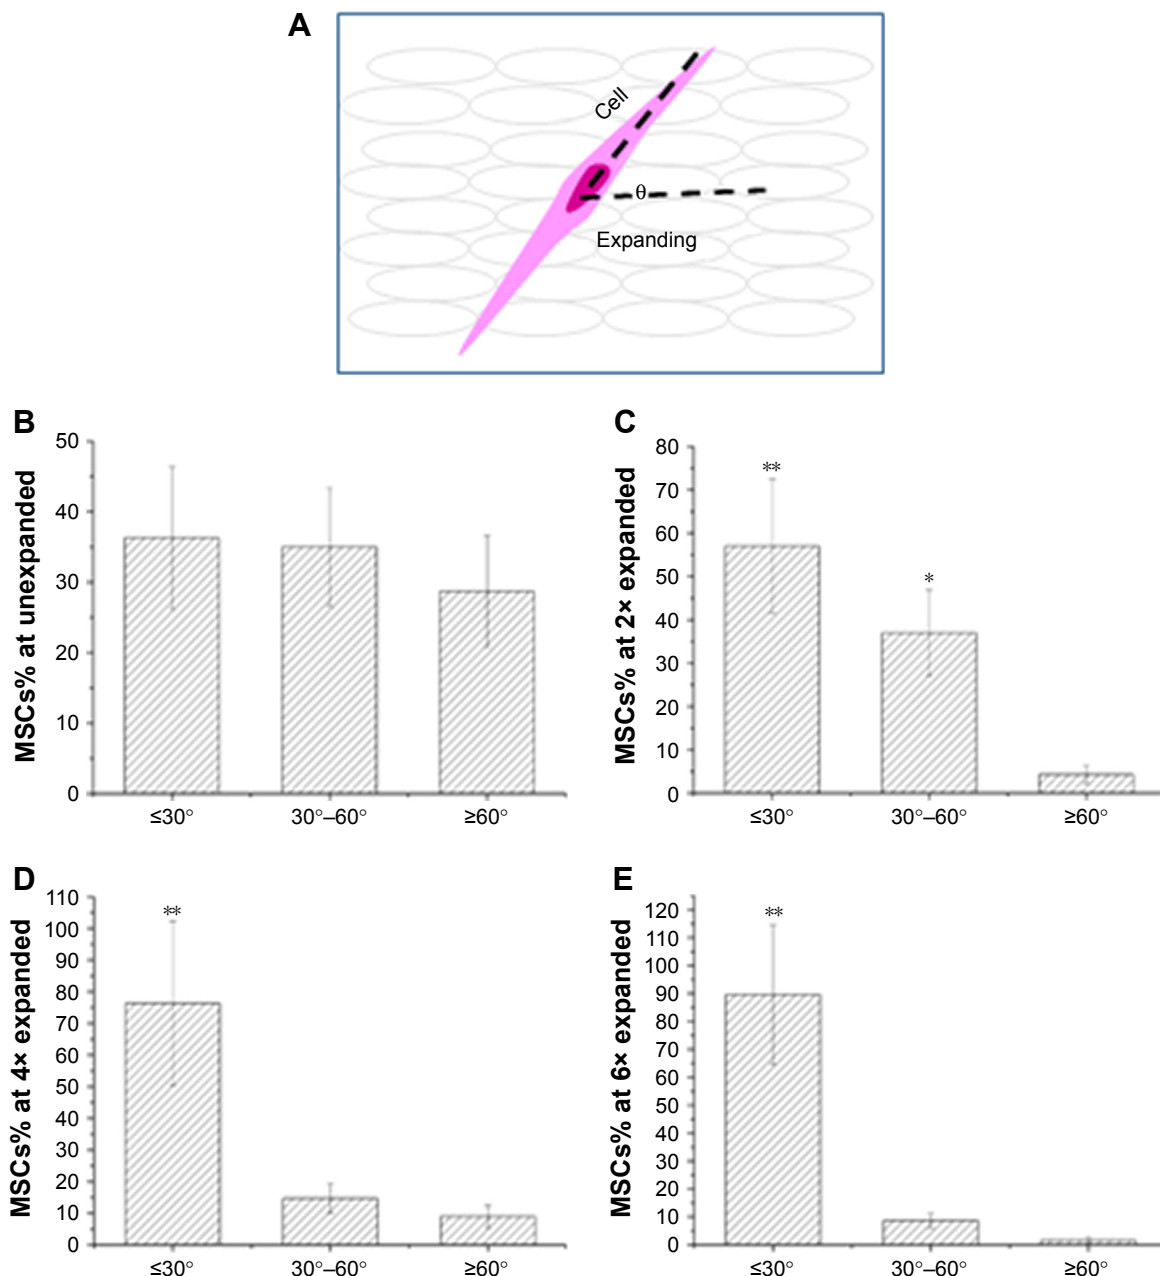 A
Cell
θ
Expanding
B
MSCs% at unexpanded
50
40
30
20
10
0
≤30° 30°–60° ≥60°
C
MSCs% at 2× expanded
80
70
60
50
40
30
20
10
0
**
*
≤30° 30°–60° ≥60°
D
MSCs% at 4× expanded
110
100
90
80
70
60
50
40
30
20
10
0
**
≤30° 30°–60° ≥60°
E
MSCs% at 6× expanded
120
110
100
90
80
70
60
50
40
30
20
10
0
**
≤30° 30°–60° ≥60°